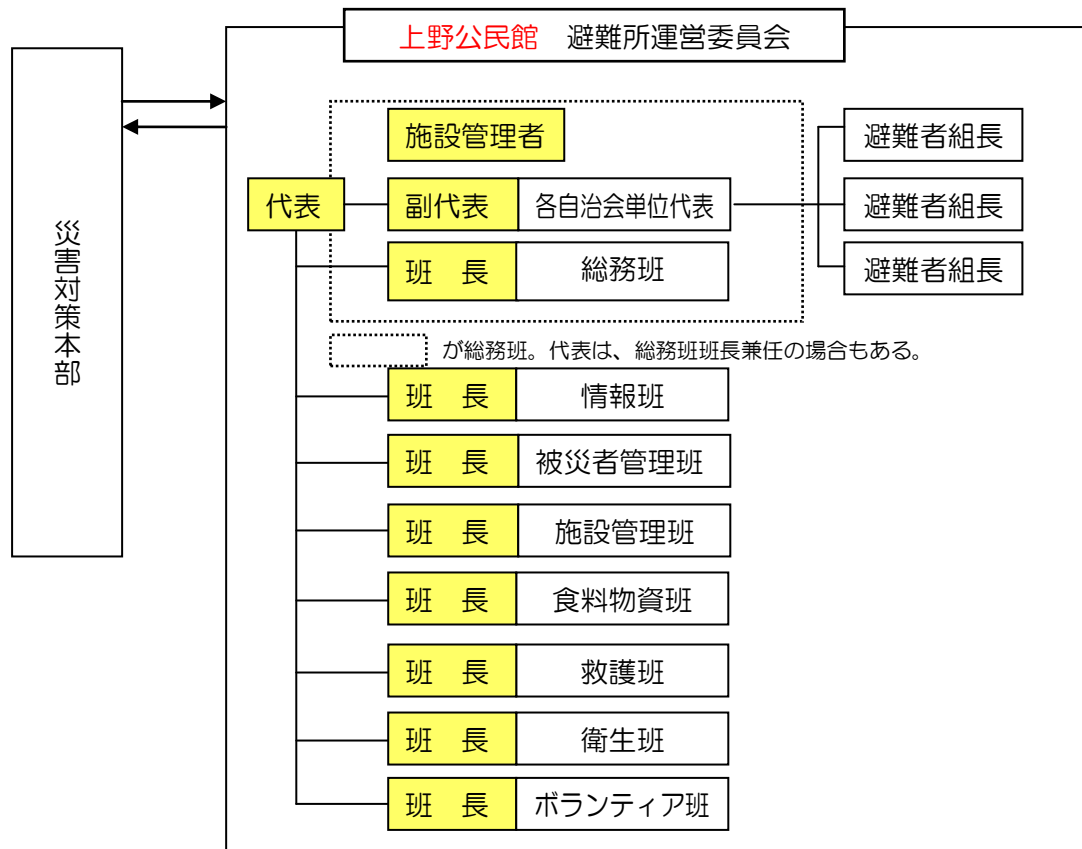 上野公民館　避難所運営委員会
災害対策本部
施設管理者
避難者組長
代表
副代表
各自治会単位代表
避難者組長
班　長
総務班
避難者組長
が総務班。代表は、総務班班長兼任の場合もある。
班　長
情報班
班　長
被災者管理班
班　長
施設管理班
班　長
食料物資班
班　長
救護班
班　長
衛生班
班　長
ボランティア班